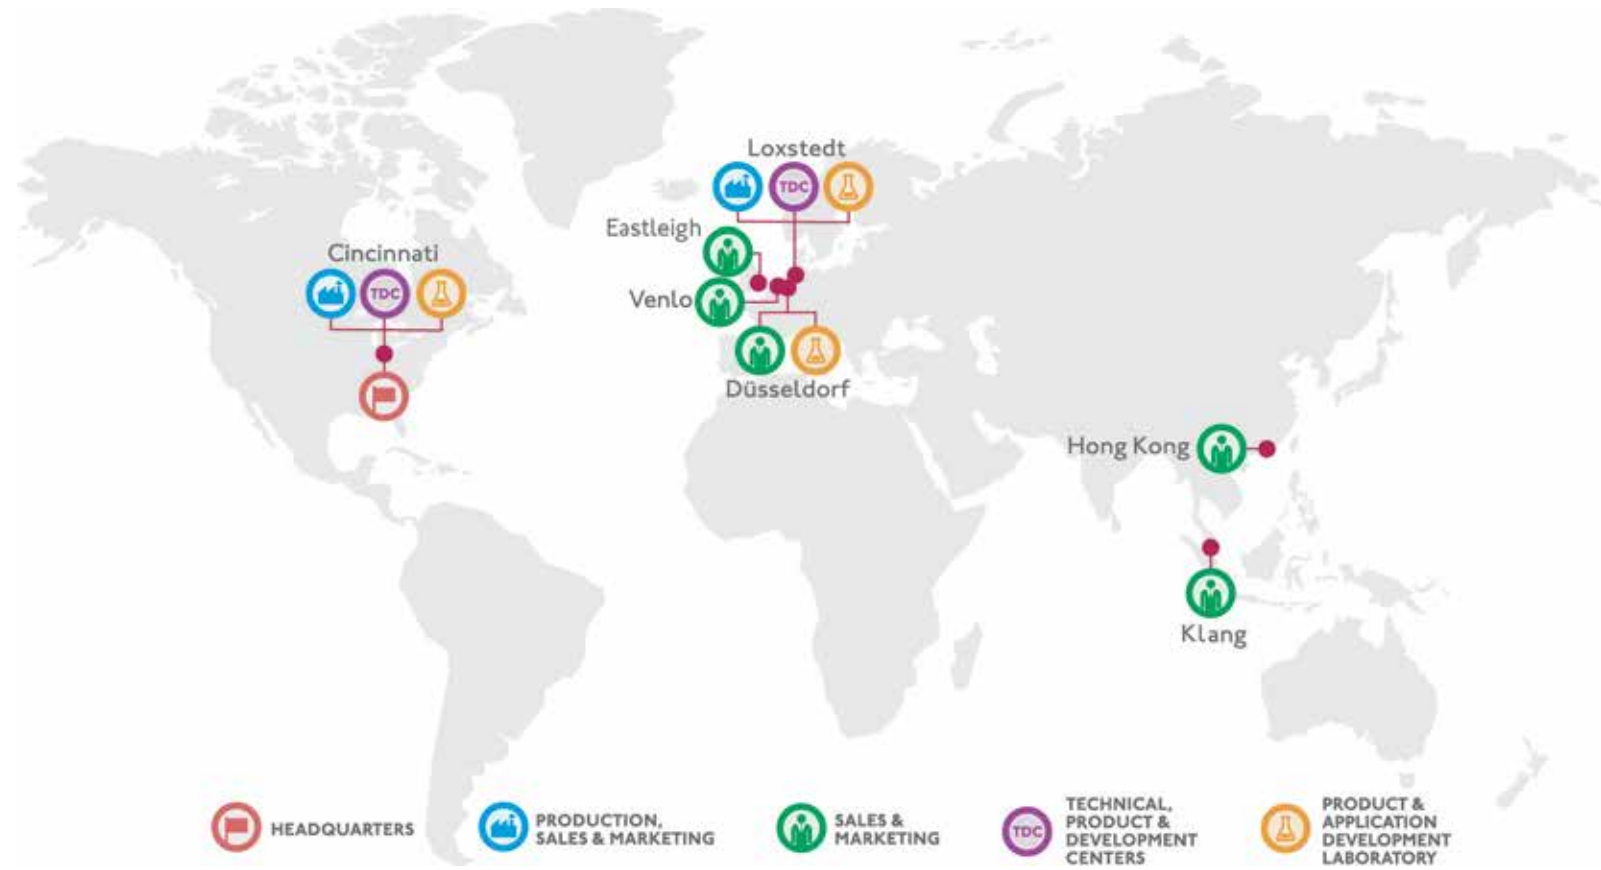 Loxstedt
TDC
Eastleigh
Cincinnati
TDC
Venlo
Düsseldorf
Hong Kong
Klang
HEADQUARTERS
PRODUCTION,
SALES & MARKETING
SALES &
MARKETING
TDC
TECHNICAL,
PRODUCT &
DEVELOPMENT
CENTERS
PRODUCT &
APPLICATION
DEVELOPMENT
LABORATORY